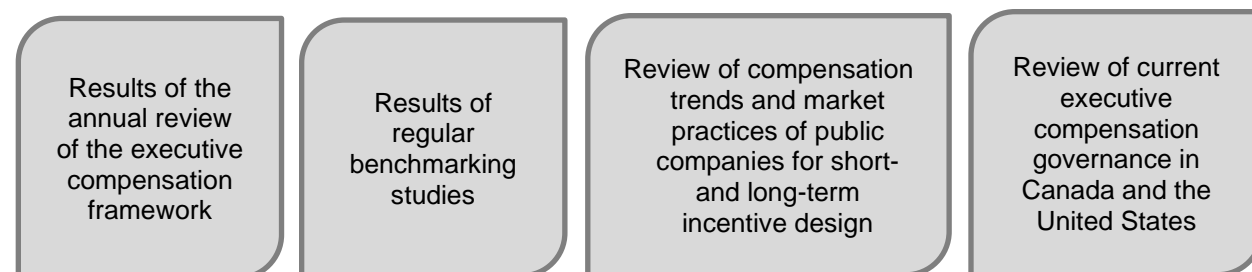 Results of the
annual review
of the executive
compensation
framework
Results of
regular
benchmarking
studies
Review of compensation
trends and market
practices of public
companies for short-
and long-term
incentive design
Review of current
executive
compensation
governance in
Canada and the
United States